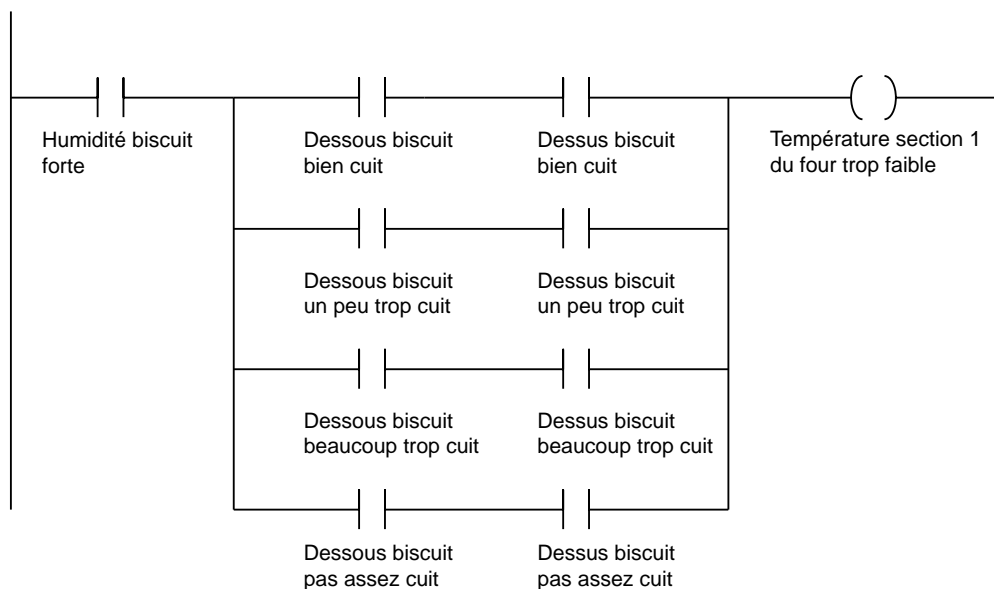 Humidité biscuit
forte
Dessous biscuit
bien cuit
Dessus biscuit
bien cuit
Température section 1
du four trop faible
Dessous biscuit
un peu trop cuit
Dessus biscuit
un peu trop cuit
Dessous biscuit
beaucoup trop cuit
Dessus biscuit
beaucoup trop cuit
Dessous biscuit
pas assez cuit
Dessus biscuit
pas assez cuit